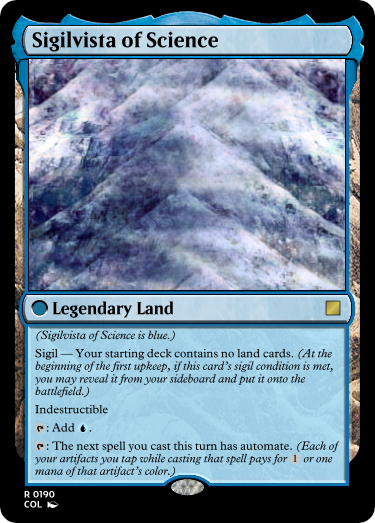 Sigilvista of Science
Legendary Land
(Sigilvista of Science is blue.)
Sigil — Your starting deck contains no land cards. (At the
beginning of the first upkeep, if this card's sigil condition is met,
you may reveal it from your sideboard and put it onto the
battlefield.)
Indestructible
: Add .
: The next spell you cast this turn has automate. (Each of
your artifacts you tap while casting that spell pays for 1 or one
mana of that artifact's color.)
R 0190
COL